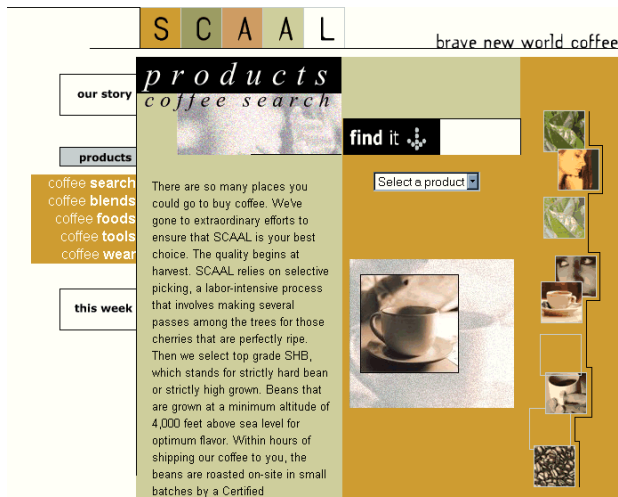 SCAAL
brave new world coffee
products
coffee search
our story
find it
products
Select a product
coffee search
coffee blends
coffee foods
coffee tools
coffee wear
this week
There are so many places you
could go to buy coffee. We've
gone to extraordinary efforts to
ensure that SCAAL is your best
choice. The quality begins at
harvest. SCAAL relies on selective
picking, a labor-intensive process
that involves making several
passes among the trees for those
cherries that are perfectly ripe.
Then we select top grade SHB,
which stands for strictly hard bean
or strictly high grown. Beans that
are grown at a minimum altitude of
4,000 feet above sea level for
optimum flavor. Within hours of
shipping our coffee to you, the
beans are roasted on-site in small
batches by a Certified